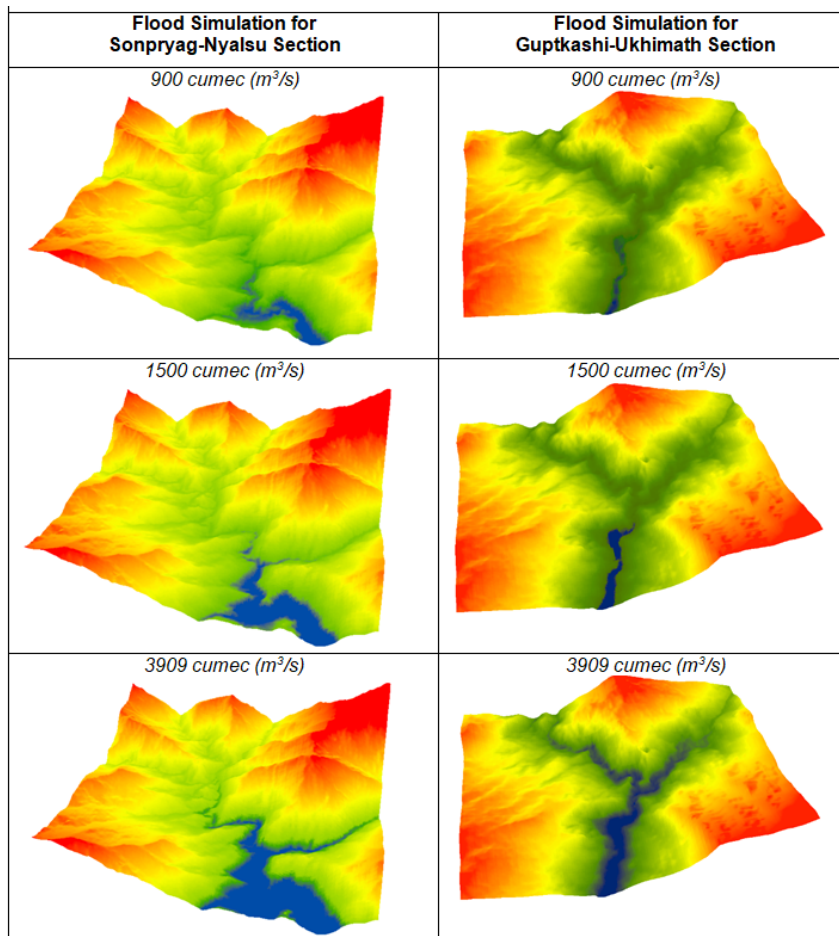 Flood Simulation for
Sonpryag-Nyalsu Section
Flood Simulation for
Guptkashi-Ukhimath Section
900 cumec (m³/s)
900 cumec (m³/s)
1500 cumec (m³/s)
1500 cumec (m³/s)
3909 cumec (m³/s)
3909 cumec (m³/s)